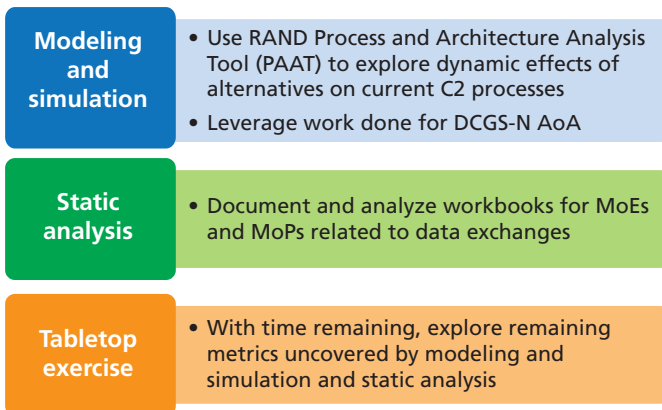 Modeling
and
simulation
• Use RAND Process and Architecture Analysis
Tool (PAAT) to explore dynamic effects of
alternatives on current C2 processes
• Leverage work done for DCGS-N AoA
Static
analysis
• Document and analyze workbooks for MoEs
and MoPs related to data exchanges
Tabletop
exercise
• With time remaining, explore remaining
metrics uncovered by modeling and
simulation and static analysis